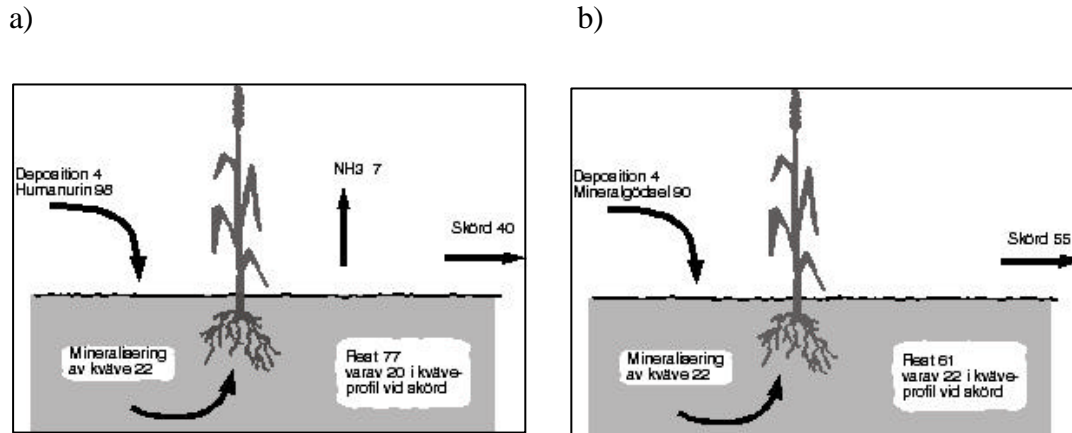 a)
b)
Deposition 4
Humanurin 98
NH3 7
Skörd 40
Mineralisering
av kväve 22
Rest 77
varav 20 i kväve-
profil vid skörd
Deposition 4
Mineralgödsel 90
Skörd 55
Mineralisering
av kväve 22
Rest 61
varav 22 i kväve-
profil vid skörd